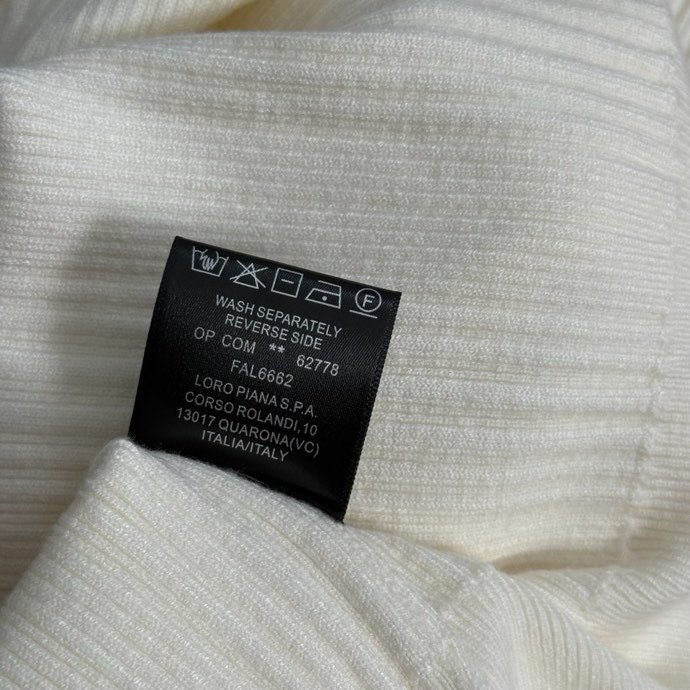 F
WASH SEPARATELY
REVERSE SIDE
OP COM ** 62778
FAL6662
LORO PIANA S.P.A.
CORSO ROLANDI,10
13017 QUARONA(VC)
ITALIA/ITALY